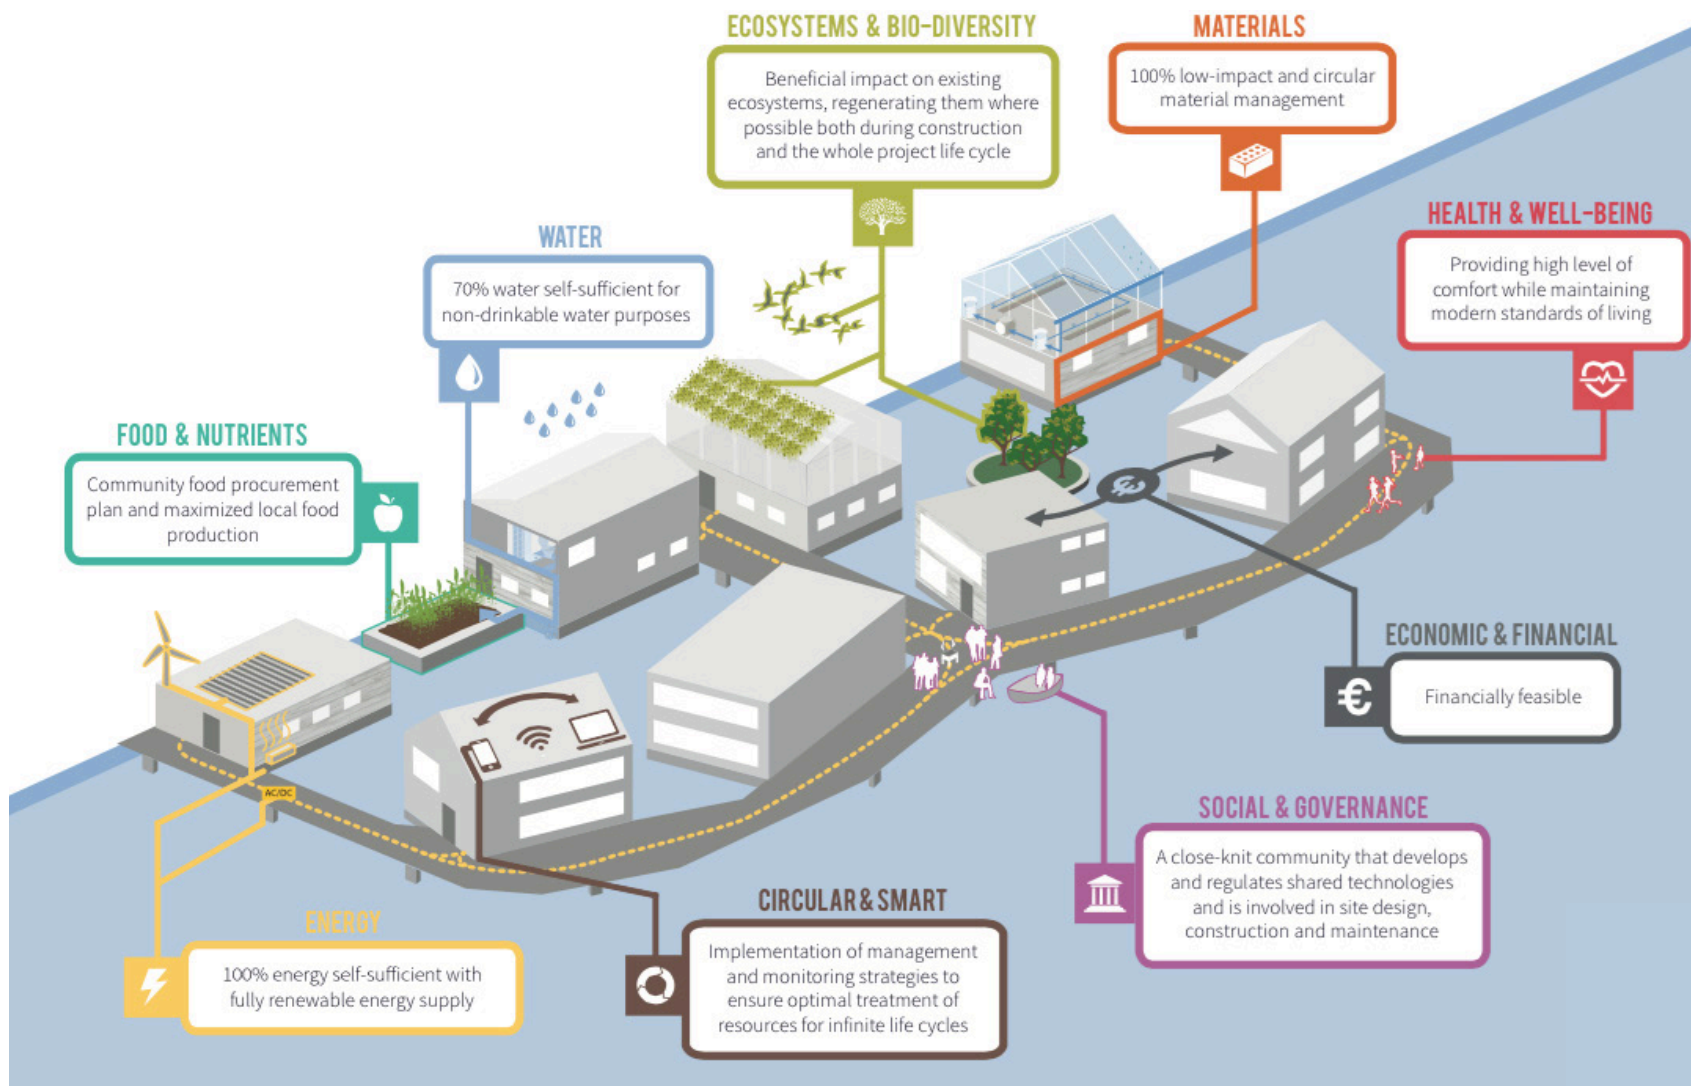 ECOSYSTEMS & BIO-DIVERSITY
Beneficial impact on existing
ecosystems, regenerating them where
possible both during construction
and the whole project life cycle
MATERIALS
100% low-impact and circular
material management
HEALTH & WELL-BEING
Providing high level of
comfort while maintaining
modern standards of living
WATER
70% water self-sufficient for
non-drinkable water purposes
FOOD & NUTRIENTS
Community food procurement
plan and maximized local food
production
€
ECONOMIC & FINANCIAL
€
Financially feasible
AC/DC
SOCIAL & GOVERNANCE
A close-knit community that develops
and regulates shared technologies
and is involved in site design,
construction and maintenance
CIRCULAR & SMART
Implementation of management
and monitoring strategies to
ensure optimal treatment of
resources for infinite life cycles
ENERGY
100% energy self-sufficient with
fully renewable energy supply